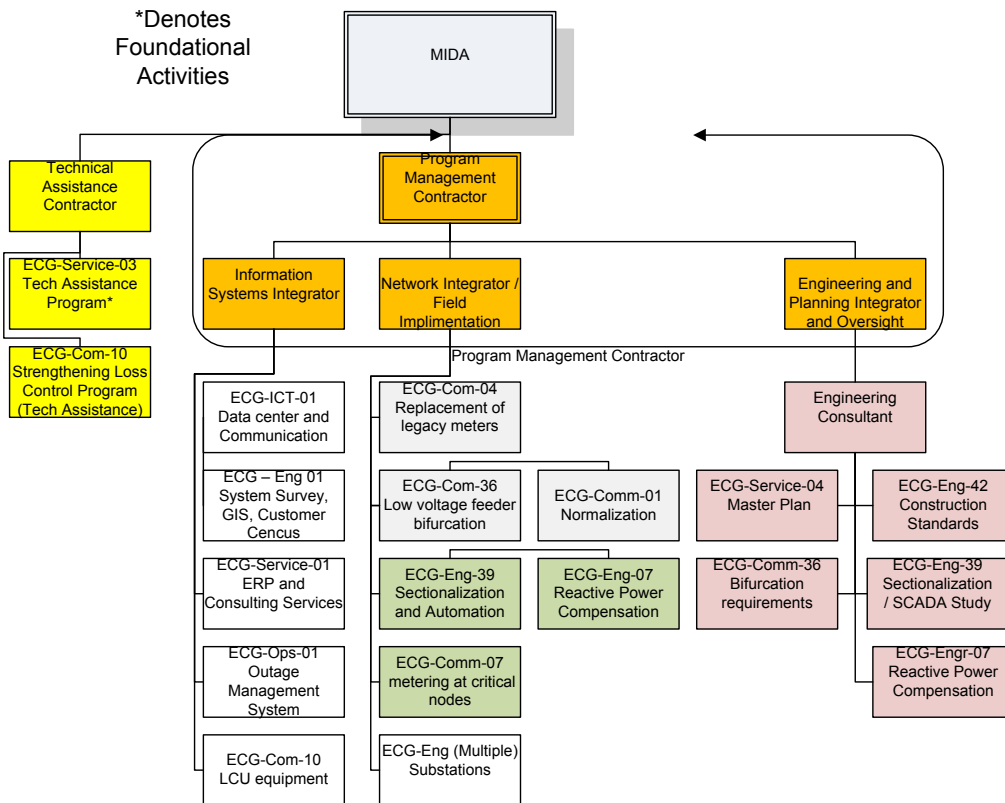 *Denotes
Foundational
Activities
MIDA
Technical
Assistance
Contractor
Program
Management
Contractor
ECG-Service-03
Tech Assistance
Program*
Information
Systems Integrator
Network Integrator /
Field
Implimentation
Engineering and
Planning Integrator
and Oversight
Program Management Contractor
ECG-Com-10
Strengthening Loss
Control Program
(Tech Assistance)
ECG-ICT-01
Data center and
Communication
ECG-Com-04
Replacement of
legacy meters
Engineering
Consultant
ECG – Eng 01
System Survey,
GIS, Customer
Cencus
ECG-Com-36
Low voltage feeder
bifurcation
ECG-Comm-01
Normalization
ECG-Service-04
Master Plan
ECG-Eng-42
Construction
Standards
ECG-Service-01
ERP and
Consulting Services
ECG-Eng-39
Sectionalization
and Automation
ECG-Eng-07
Reactive Power
Compensation
ECG-Comm-36
Bifurcation
requirements
ECG-Eng-39
Sectionalization
/ SCADA Study
ECG-Ops-01
Outage
Management
System
ECG-Comm-07
metering at critical
nodes
ECG-Engr-07
Reactive Power
Compensation
ECG-Com-10
LCU equipment
ECG-Eng (Multiple)
Substations